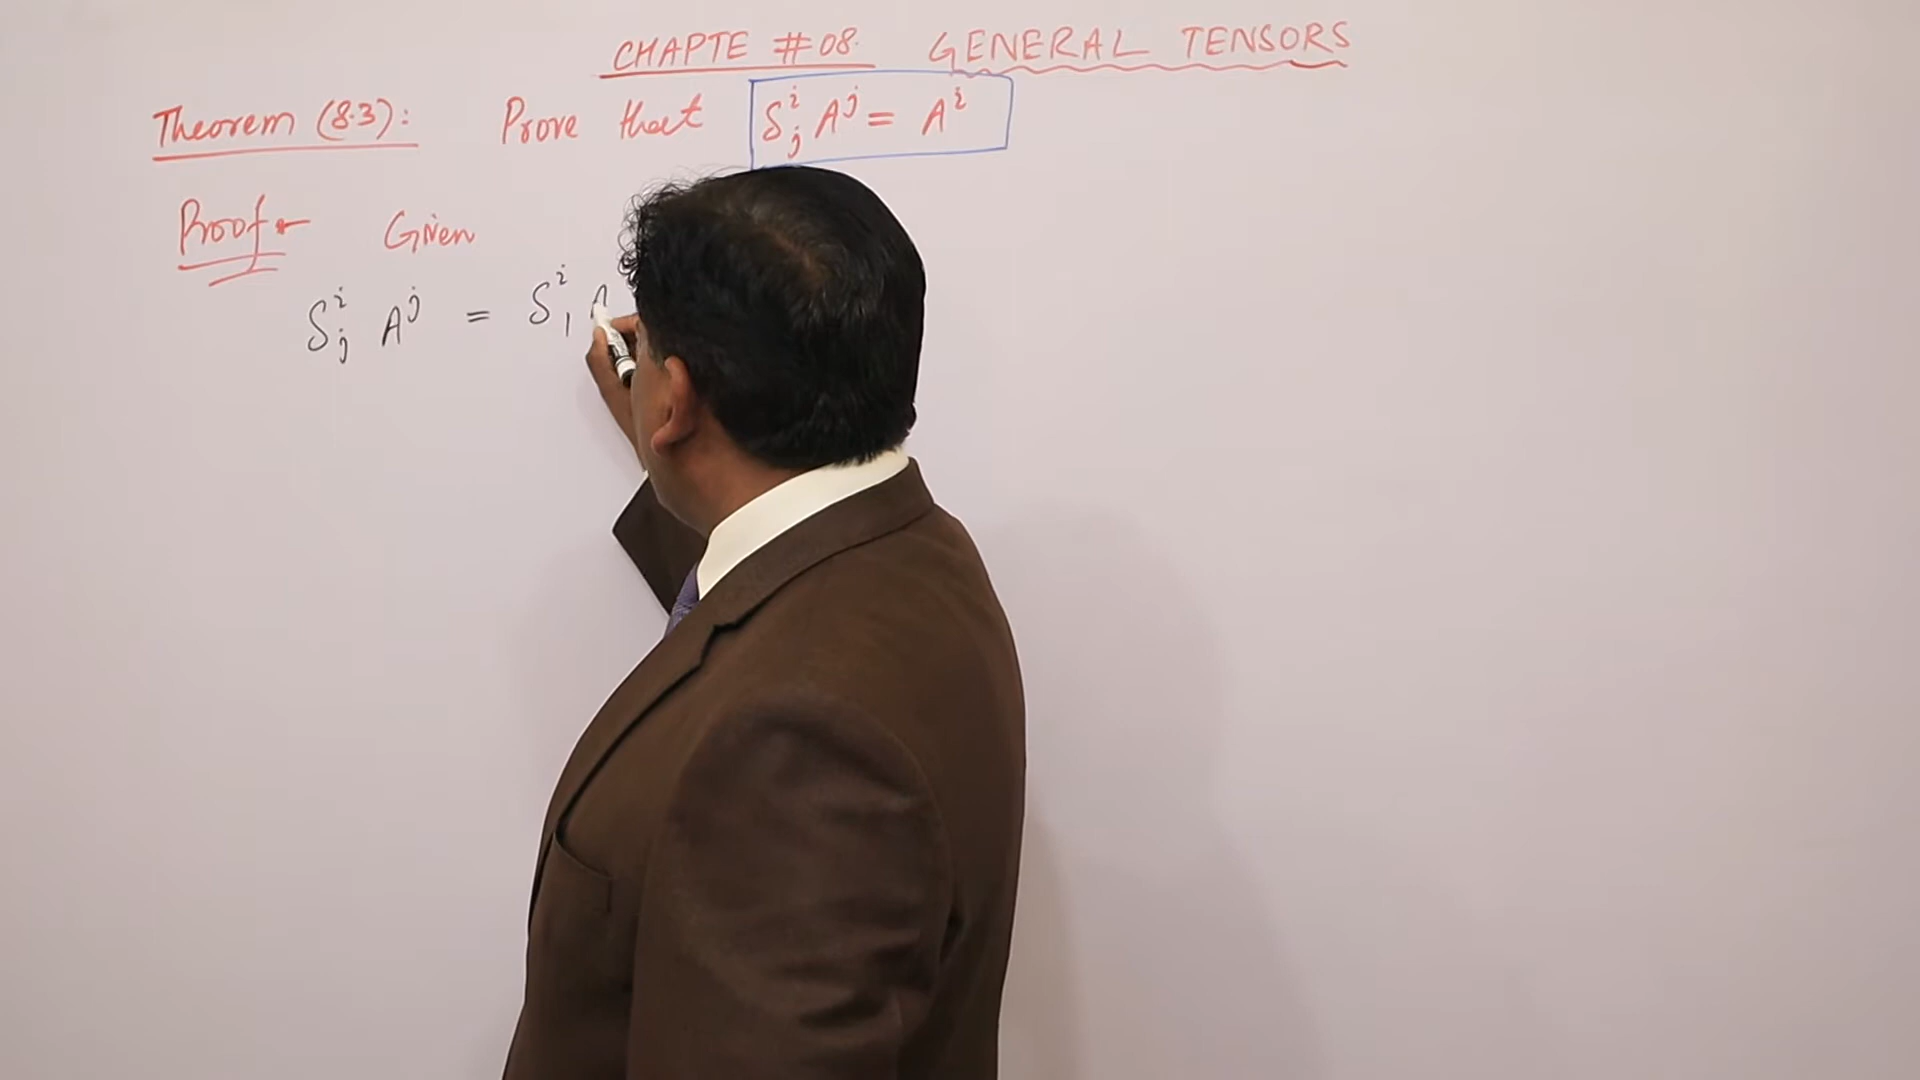 CHAPTE #08. GENERAL TENSORS
Theorem (8.3): Prove that δ^i_j A^j = A^i
Proof Given
δ^i_j A^j = δ^i_1 A